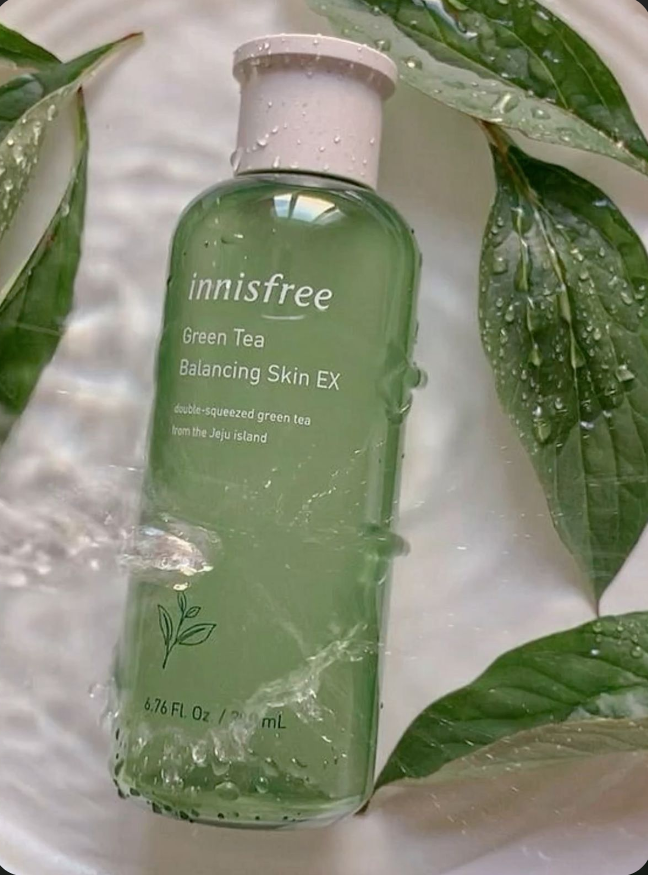 innisfree
Green Tea
Balancing Skin EX
double-squeezed green tea
from the Jeju island
6.76 Fl. Oz / mL